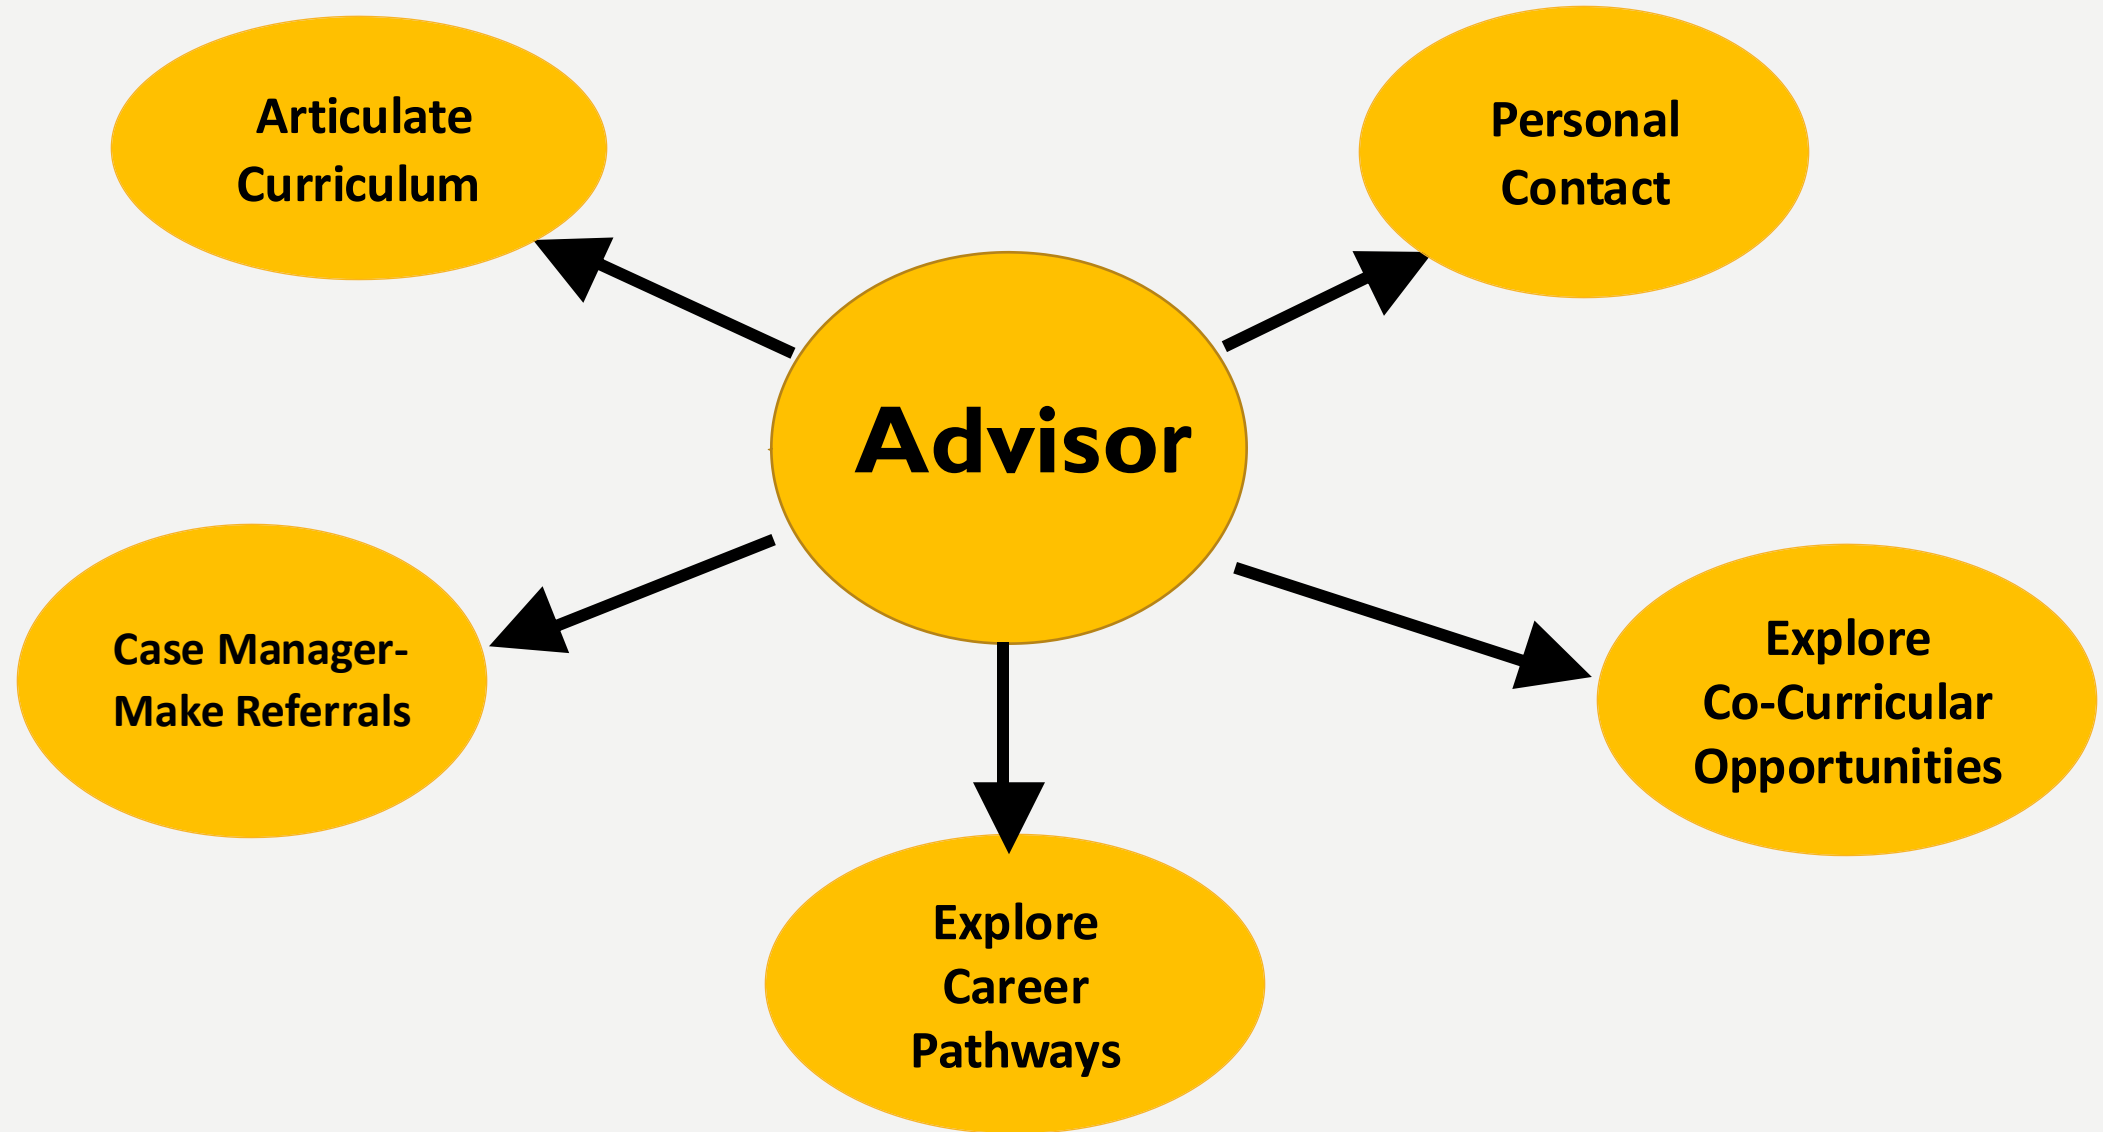 Articulate
Curriculum
Personal
Contact
Advisor
Case Manager-
Make Referrals
Explore
Co-Curricular
Opportunities
Explore
Career
Pathways